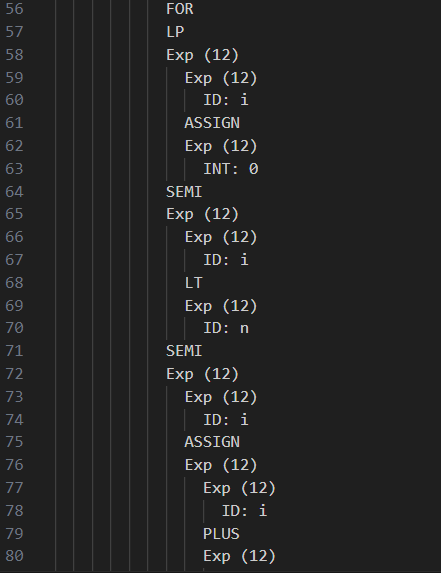 56 FOR
57 LP
58 Exp (12)
59 Exp (12)
60 ID: i
61 ASSIGN
62 Exp (12)
63 INT: 0
64 SEMI
65 Exp (12)
66 Exp (12)
67 ID: i
68 LT
69 Exp (12)
70 ID: n
71 SEMI
72 Exp (12)
73 Exp (12)
74 ID: i
75 ASSIGN
76 Exp (12)
77 Exp (12)
78 ID: i
79 PLUS
80 Exp (12)